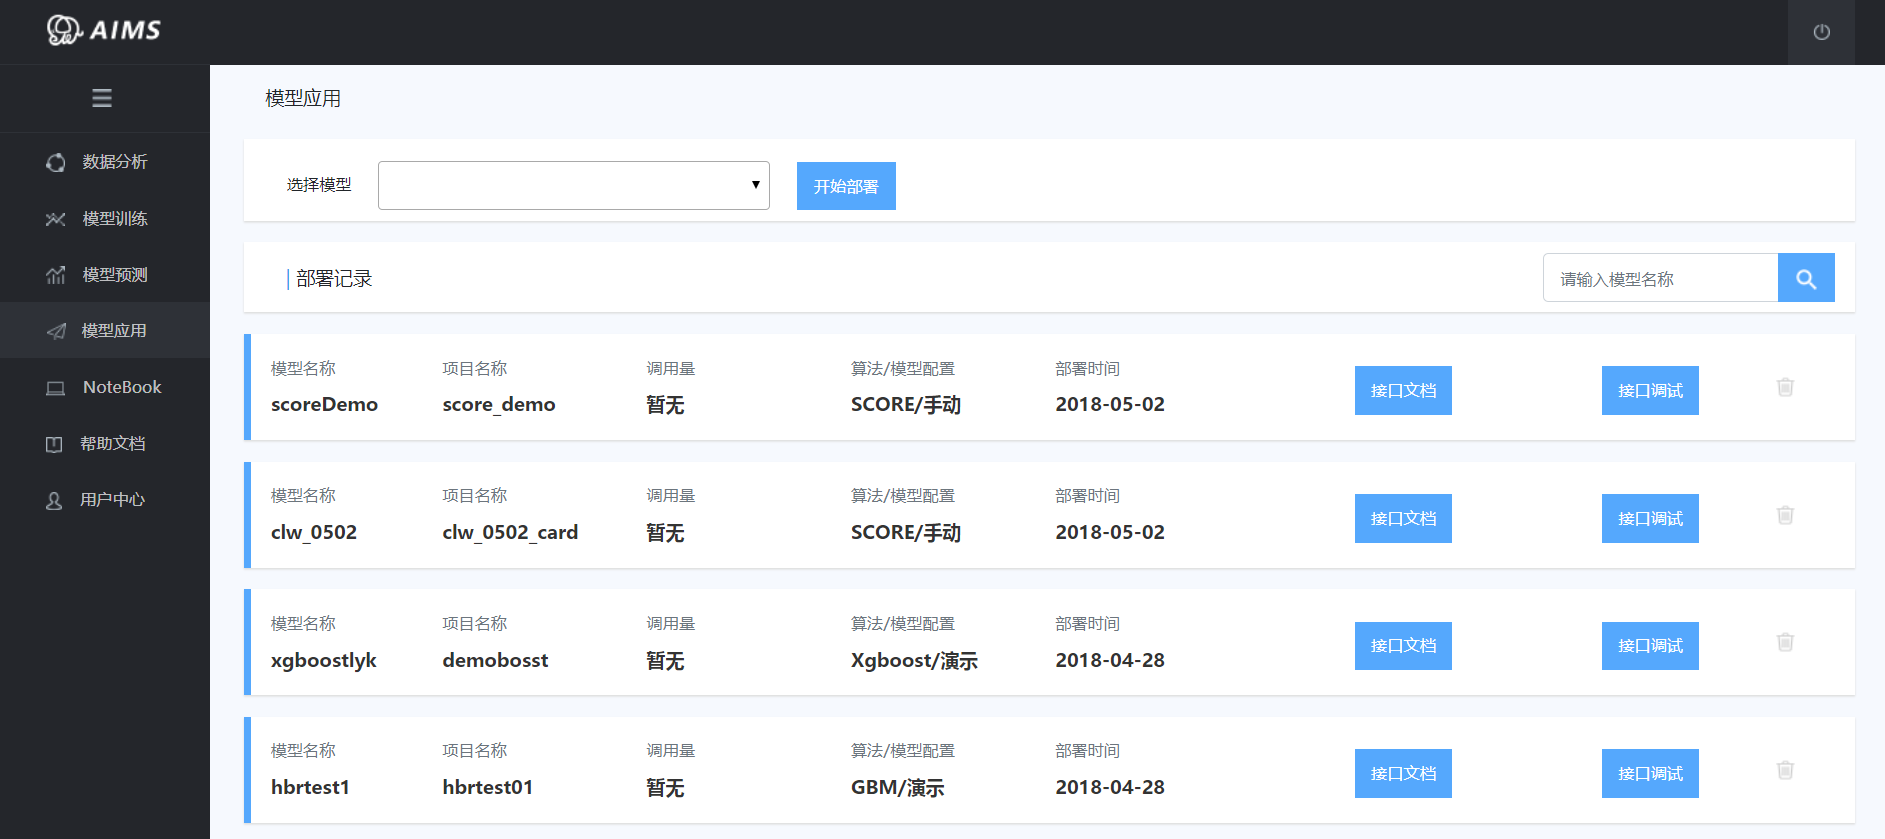 AIMS
数据分析
模型训练
模型预测
模型应用
NoteBook
帮助文档
用户中心
模型应用
选择模型 开始部署
部署记录 请输入模型名称
模型名称 项目名称 调用量 算法/模型配置 部署时间
scoreDemo score_demo 暂无 SCORE/手动 2018-05-02 接口文档 接口调试
模型名称 项目名称 调用量 算法/模型配置 部署时间
clw_0502 clw_0502_card 暂无 SCORE/手动 2018-05-02 接口文档 接口调试
模型名称 项目名称 调用量 算法/模型配置 部署时间
xgboostlyk demobosst 暂无 Xgboost/演示 2018-04-28 接口文档 接口调试
模型名称 项目名称 调用量 算法/模型配置 部署时间
hbrtest1 hbrtest01 暂无 GBM/演示 2018-04-28 接口文档 接口调试